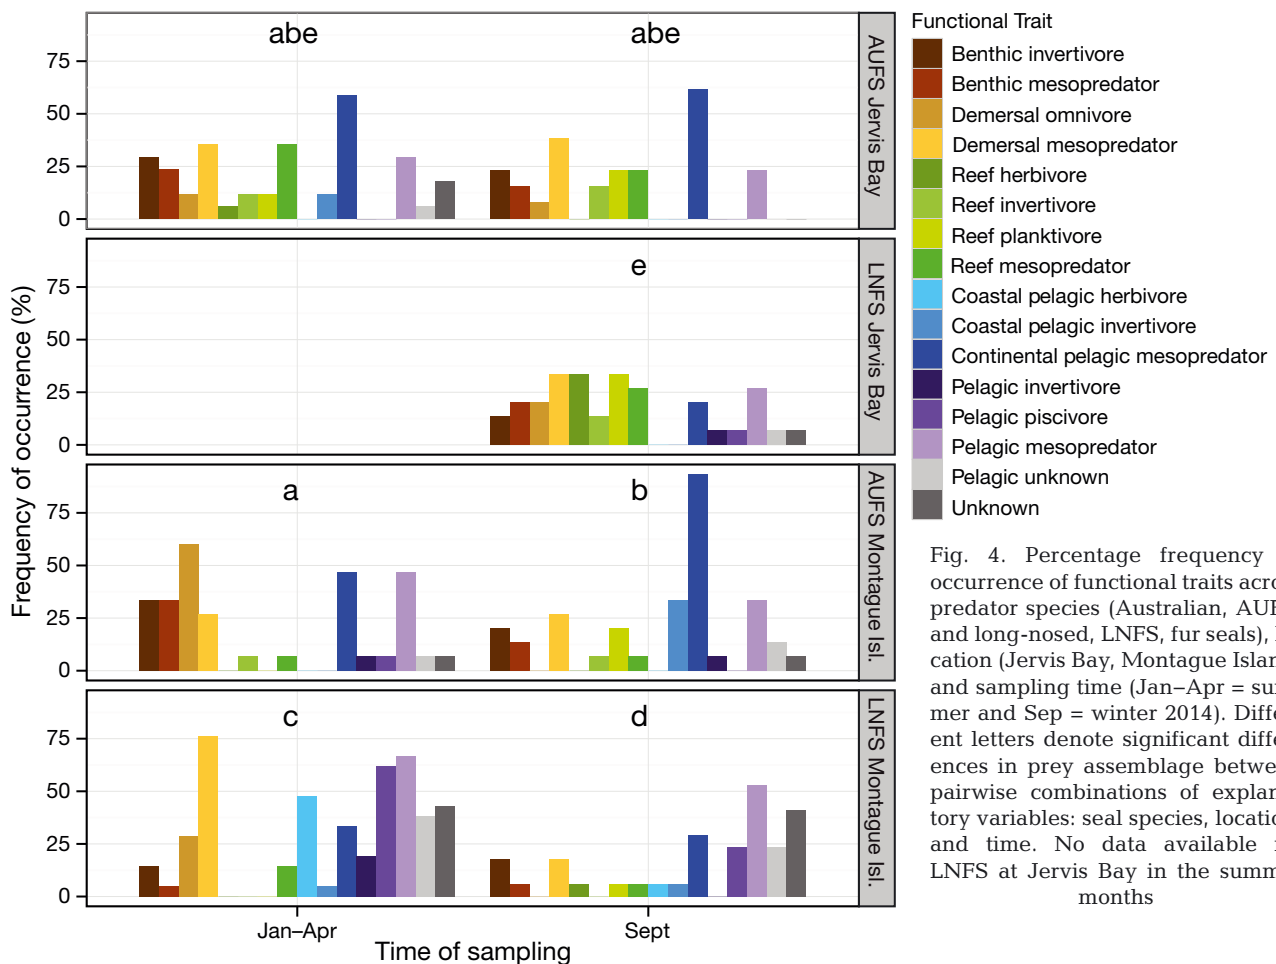 Frequency of occurrence (%)
abe
abe
75
50
25
0
AUFS Jervis Bay
e
75
50
25
0
LNFS Jervis Bay
a
b
75
50
25
0
AUFS Montague Isl.
c
d
75
50
25
0
LNFS Montague Isl.
Jan–Apr
Sept
Time of sampling
Functional Trait
Benthic invertivore
Benthic mesopredator
Demersal omnivore
Demersal mesopredator
Reef herbivore
Reef invertivore
Reef planktivore
Reef mesopredator
Coastal pelagic herbivore
Coastal pelagic invertivore
Continental pelagic mesopredator
Pelagic invertivore
Pelagic piscivore
Pelagic mesopredator
Pelagic unknown
Unknown
Fig. 4. Percentage frequency
occurrence of functional traits acro
predator species (Australian, AUF
and long-nosed, LNFS, fur seals),
cation (Jervis Bay, Montague Islan
and sampling time (Jan–Apr = su
mer and Sep = winter 2014). Diffe
ent letters denote significant diffe
ences in prey assemblage betwe
pairwise combinations of explan
tory variables: seal species, locatio
and time. No data available
LNFS at Jervis Bay in the summ
months